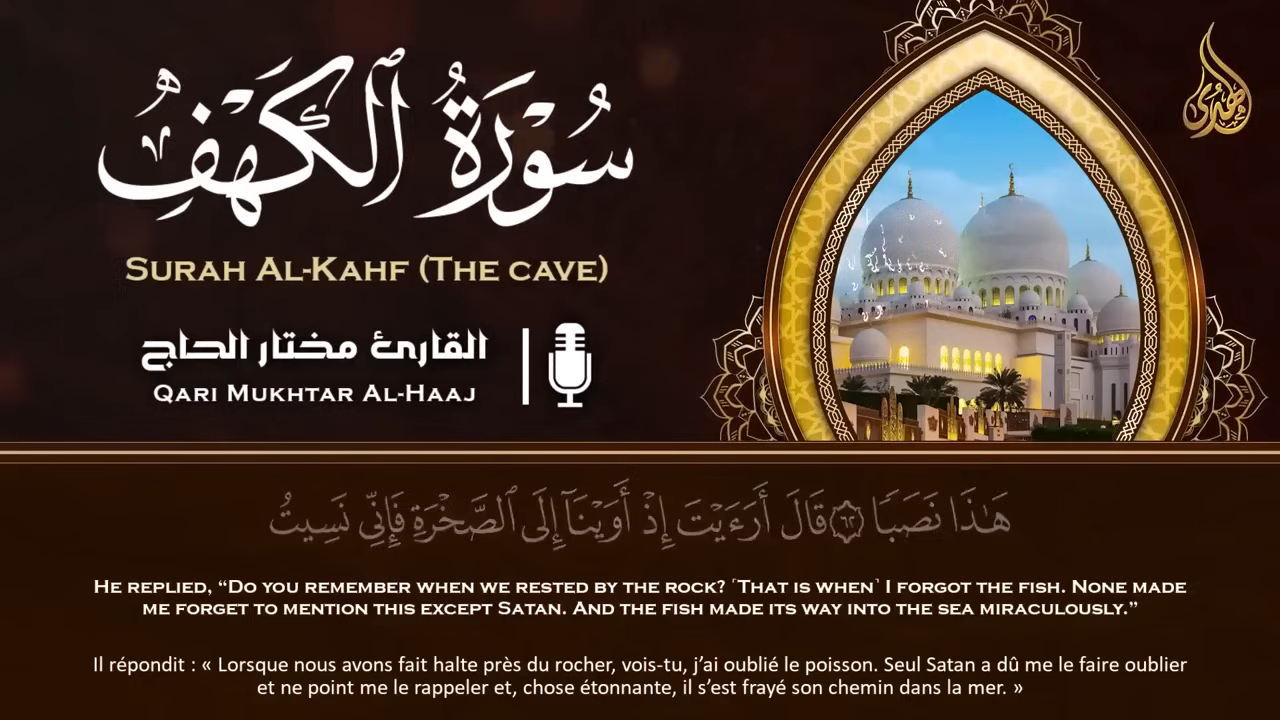 سُورَةُ ٱلۡكَهۡفِ
SURAH AL-KAHF (THE CAVE)
القارئ مختار الحاج
QARI MUKHTAR AL-HAAJ
الهدى
هَٰذَا نَصَبٗا ٦٢ قَالَ أَرَءَيۡتَ إِذۡ أَوَيۡنَآ إِلَى ٱلصَّخۡرَةِ فَإِنِّي نَسِيتُ
HE REPLIED, “DO YOU REMEMBER WHEN WE RESTED BY THE ROCK? ˹THAT IS WHEN˺ I FORGOT THE FISH. NONE MADE
ME FORGET TO MENTION THIS EXCEPT SATAN. AND THE FISH MADE ITS WAY INTO THE SEA MIRACULOUSLY.”
Il répondit : « Lorsque nous avons fait halte près du rocher, vois-tu, j’ai oublié le poisson. Seul Satan a dû me le faire oublier
et ne point me le rappeler et, chose étonnante, il s’est frayé son chemin dans la mer. »